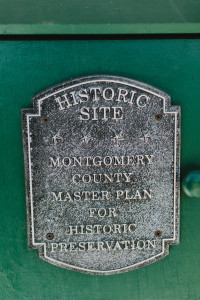 HISTORIC
SITE
MONTGOMERY
COUNTY
MASTER PLAN
FOR
HISTORIC
PRESERVATION